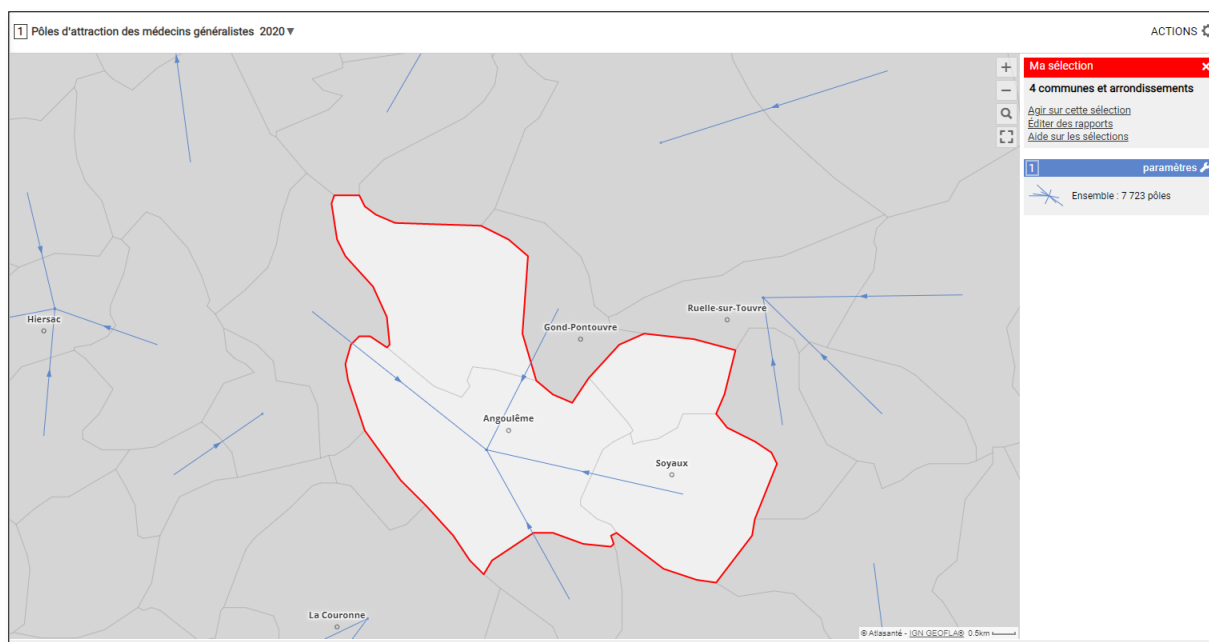 1 Pôles d'attraction des médecins généralistes 2020▼
ACTIONS
+
−
Ma sélection
4 communes et arrondissements
Agir sur cette sélection
Éditer des rapports
Aide sur les sélections
1 paramètres
Ensemble : 7 723 pôles
Hiersac
Ruelle-sur-Touvre
Gond-Pontouvre
Angoulême
Soyaux
La Couronne
© Atlasanté - IGN GEOFLA® 0.5km